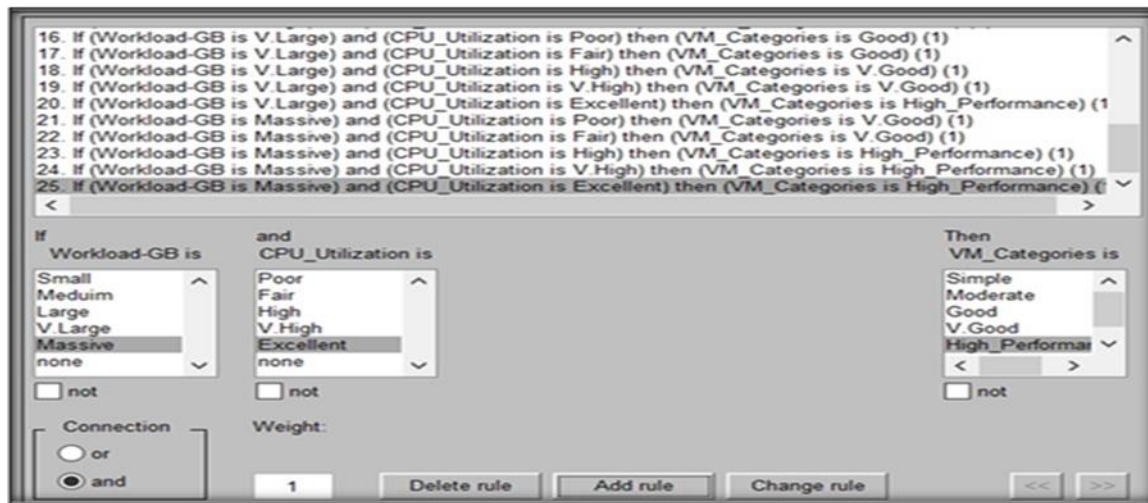 16. If (Workload-GB is V.Large) and (CPU_Utilization is Poor) then (VM_Categories is Good) (1)
17. If (Workload-GB is V.Large) and (CPU_Utilization is Fair) then (VM_Categories is Good) (1)
18. If (Workload-GB is V.Large) and (CPU_Utilization is High) then (VM_Categories is V.Good) (1)
19. If (Workload-GB is V.Large) and (CPU_Utilization is V.High) then (VM_Categories is V.Good) (1)
20. If (Workload-GB is V.Large) and (CPU_Utilization is Excellent) then (VM_Categories is High_Performance) (1
21. If (Workload-GB is Massive) and (CPU_Utilization is Poor) then (VM_Categories is V.Good) (1)
22. If (Workload-GB is Massive) and (CPU_Utilization is Fair) then (VM_Categories is V.Good) (1)
23. If (Workload-GB is Massive) and (CPU_Utilization is High) then (VM_Categories is High_Performance) (1)
24. If (Workload-GB is Massive) and (CPU_Utilization is V.High) then (VM_Categories is High_Performance) (1)
25. If (Workload-GB is Massive) and (CPU_Utilization is Excellent) then (VM_Categories is High_Performance) (
If
Workload-GB is
Small
Meduim
Large
V.Large
Massive
none
not
and
CPU_Utilization is
Poor
Fair
High
V.High
Excellent
none
not
Then
VM_Categories is
Simple
Moderate
Good
V.Good
High_Performar
not
Connection
or
and
Weight:
1
Delete rule
Add rule
Change rule
<<
>>